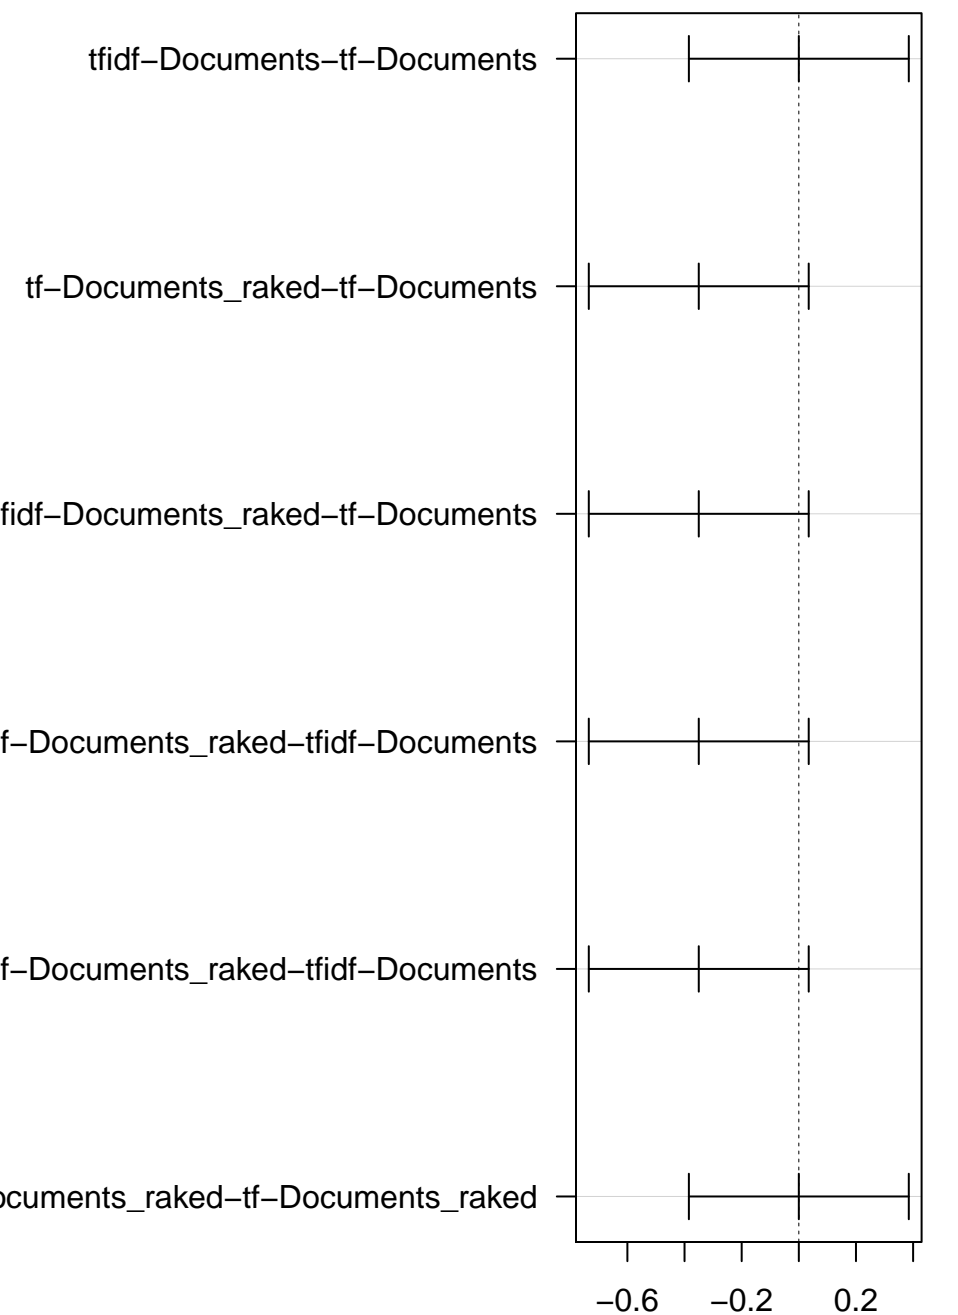 tfidf−Documents−tf−Documents
tf−Documents_raked−tf−Documents
fidf−Documents_raked−tf−Documents
f−Documents_raked−tfidf−Documents
f−Documents_raked−tfidf−Documents
ocuments_raked−tf−Documents_raked
−0.6 −0.2 0.2